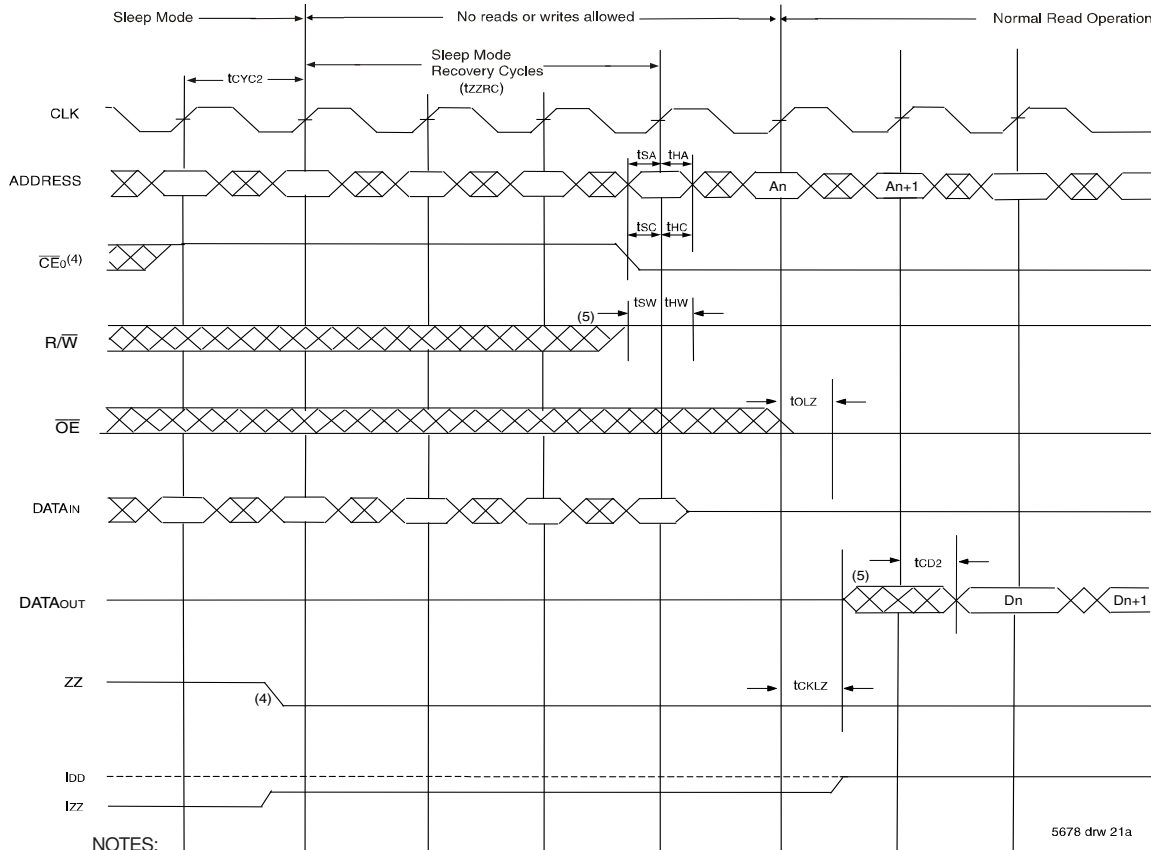 Sleep Mode
No reads or writes allowed
Normal Read Operation
Sleep Mode
Recovery Cycles
(tZZRC)
tCYC2
CLK
tSA
tHA
ADDRESS
An
An+1
tSC
tHC
CE0(4)
tSW
tHW
(5)
R/W
tOLZ
OE
DATAIN
tCD2
(5)
DATAOUT
Dn
Dn+1
ZZ
(4)
tCKLZ
IDD
IZZ
5678 drw 21a
NOTES: